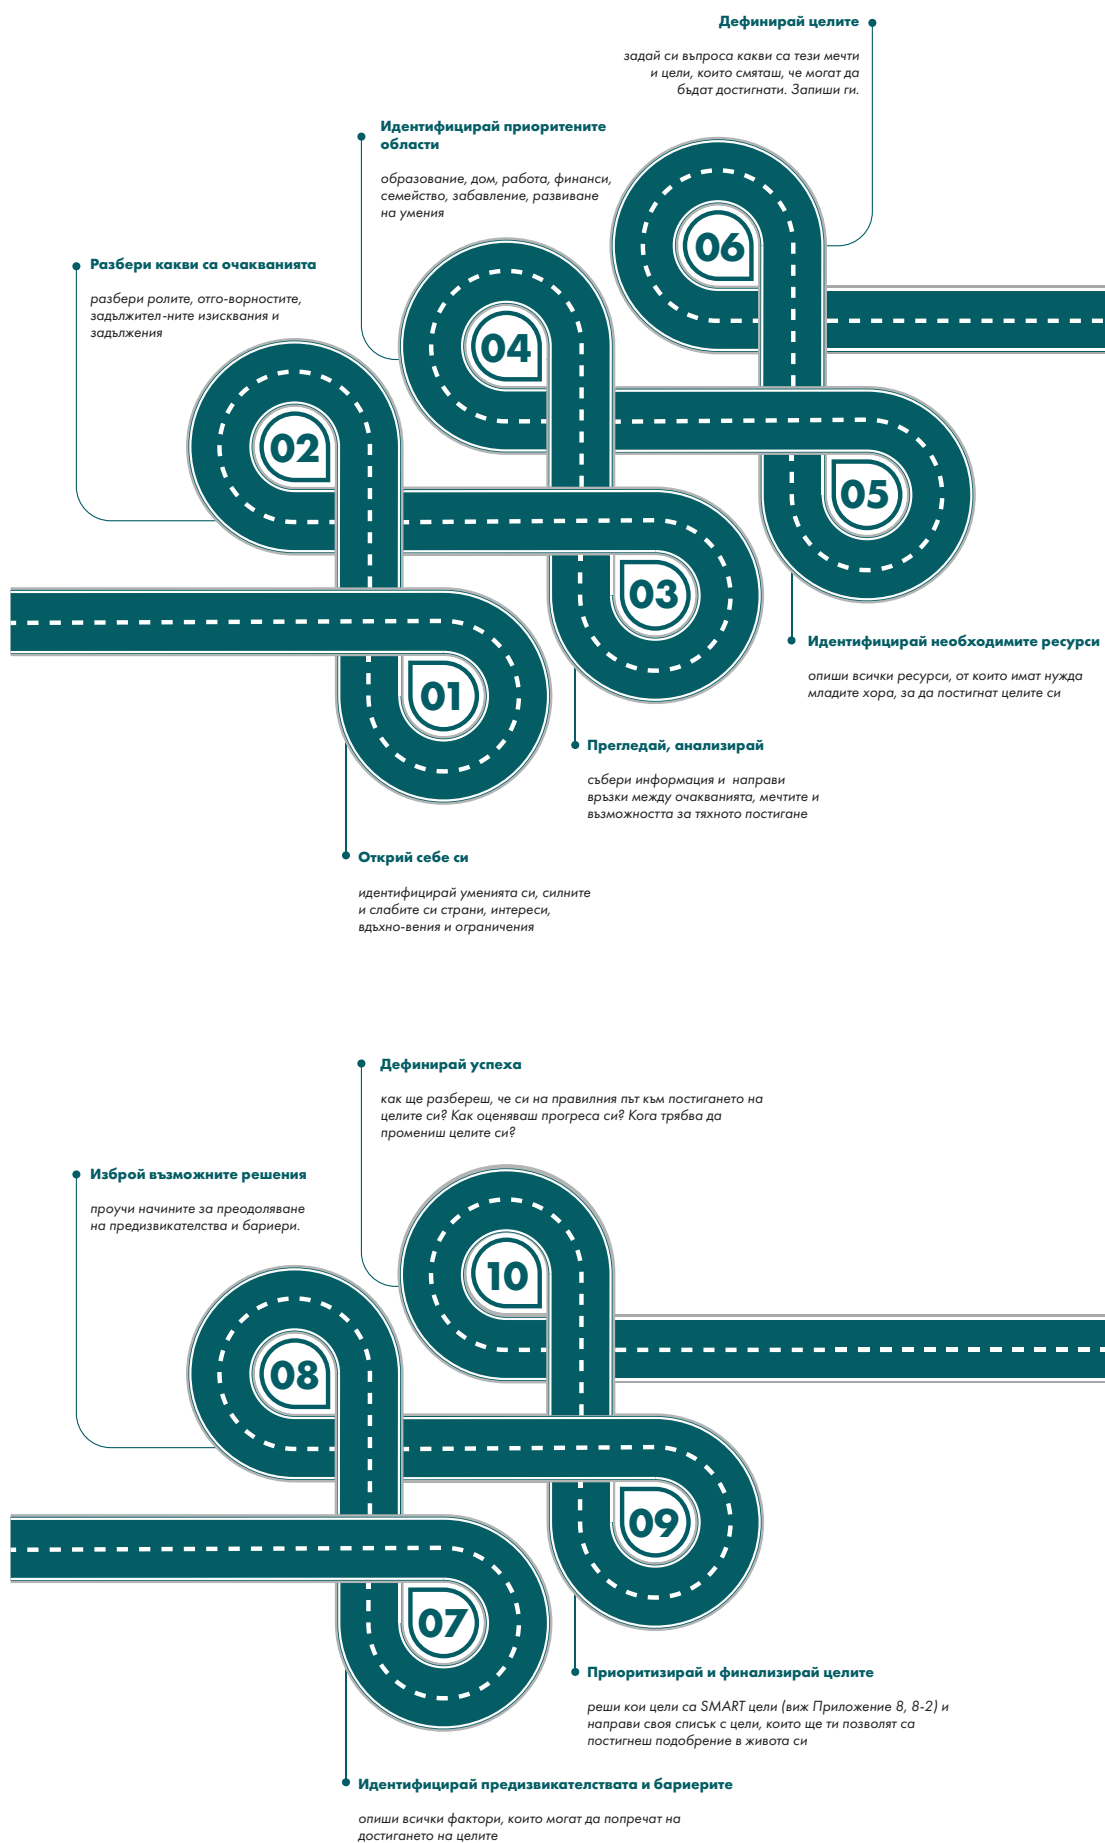 Дефинирай целите
задай си въпроса какви са тези мечти
и цели, които смяташ, че могат да
бъдат достигнати. Запиши ги.
Идентифицирай приоритените
области
образование, дом, работа, финанси,
семейство, забавление, развиване
на умения
06
Разбери какви са очакванията
разбери ролите, отго-ворностите,
задължител-ните изисквания и
задължения
04
02
05
03
Идентифицирай необходимите ресурси
опиши всички ресурси, от които имат нужда
младите хора, за да постигнат целите си
01
Прегледай, анализирай
събери информация и  направи
връзки между очакванията, мечтите и
възможността за тяхното постигане
Открий себе си
идентифицирай уменията си, силните
и слабите си страни, интереси,
вдъхно-вения и ограничения
Дефинирай успеха
как ще разбереш, че си на правилния път към постигането на
целите си? Как оценяваш прогреса си? Кога трябва да
промениш целите си?
Изброй възможните решения
проучи начините за преодоляване
на предизвикателства и бариери.
10
08
09
07
Приоритизирай и финализирай целите
реши кои цели са SMART цели (виж Приложение 8, 8-2) и
направи своя списък с цели, които ще ти позволят са
постигнеш подобрение в живота си
Идентифицирай предизвикателствата и бариерите
опиши всички фактори, които могат да попречат на
достигането на целите